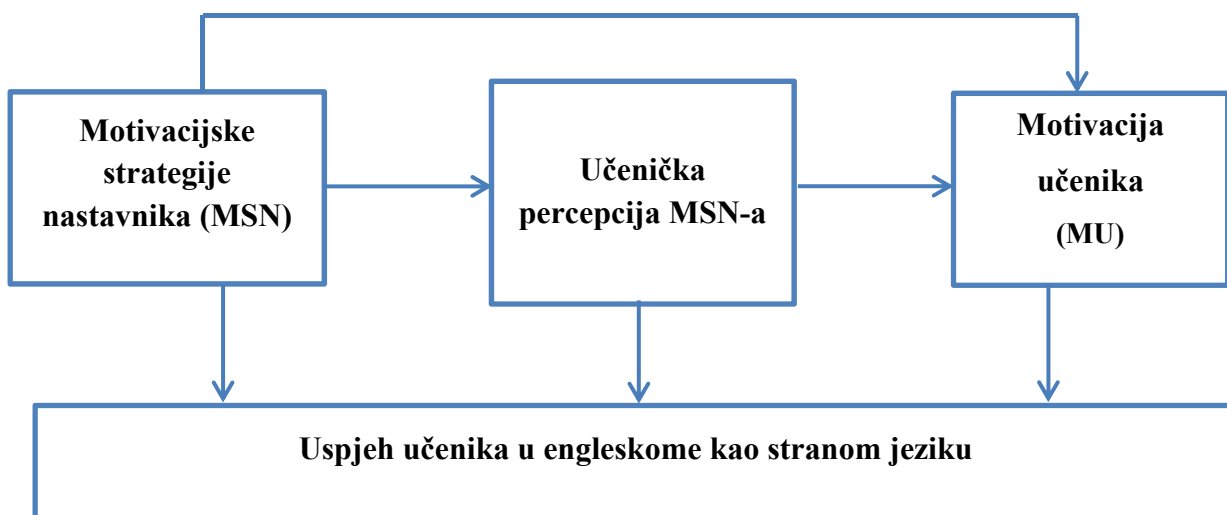 Motivacijske
strategije
nastavnika (MSN)
Učenička
percepcija MSN-a
Motivacija
učenika
(MU)
Uspjeh učenika u engleskome kao stranom jeziku